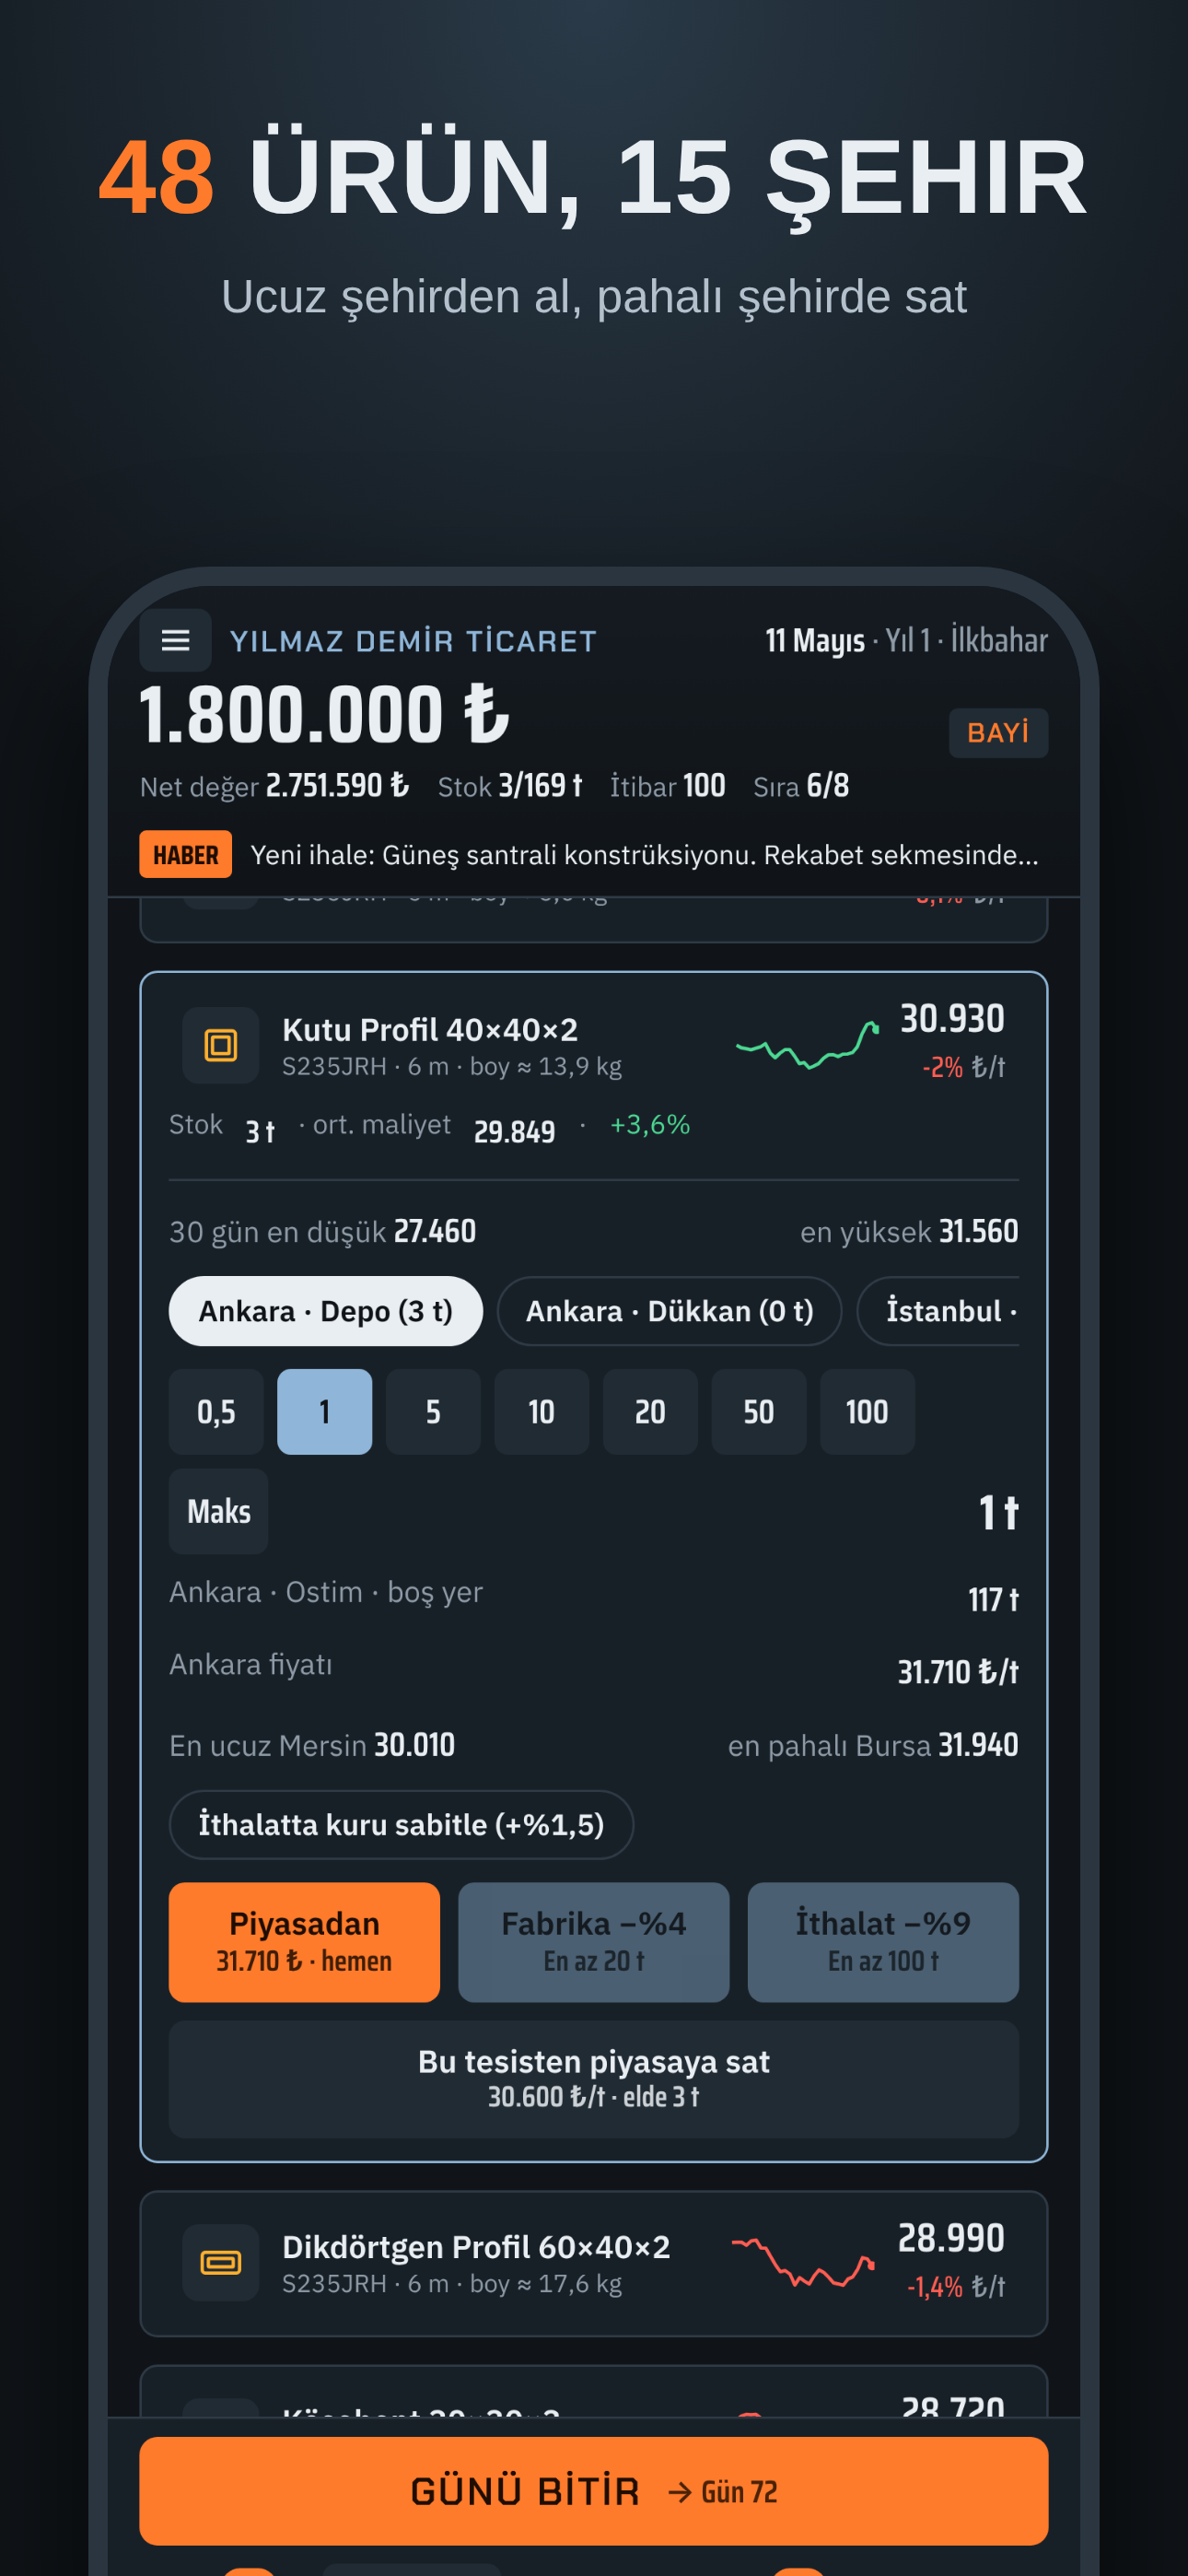 48 ÜRÜN, 15 ŞEHIR
Ucuz şehirden al, pahalı şehirde sat
YILMAZ DEMİR TİCARET
11 Mayıs · Yıl 1 · İlkbahar
1.800.000 ₺
BAYİ
Net değer 2.751.590 ₺ Stok 3/169 t İtibar 100 Sıra 6/8
HABER Yeni ihale: Güneş santrali konstrüksiyonu. Rekabet sekmesinde...
Kutu Profil 40×40×2
30.930
S235JRH · 6 m · boy ≈ 13,9 kg
-2% ₺/t
Stok 3 t · ort. maliyet 29.849 · +3,6%
30 gün en düşük 27.460
en yüksek 31.560
Ankara · Depo (3 t)
Ankara · Dükkan (0 t)
İstanbul ·
0,5 1 5 10 20 50 100
Maks
1 t
Ankara · Ostim · boş yer
117 t
Ankara fiyatı
31.710 ₺/t
En ucuz Mersin 30.010
en pahalı Bursa 31.940
İthalatta kuru sabitle (+%1,5)
Piyasadan
31.710 ₺ · hemen
Fabrika −%4
En az 20 t
İthalat −%9
En az 100 t
Bu tesisten piyasaya sat
30.600 ₺/t · elde 3 t
Dikdörtgen Profil 60×40×2
28.990
S235JRH · 6 m · boy ≈ 17,6 kg
-1,4% ₺/t
28.720
GÜNÜ BİTİR → Gün 72